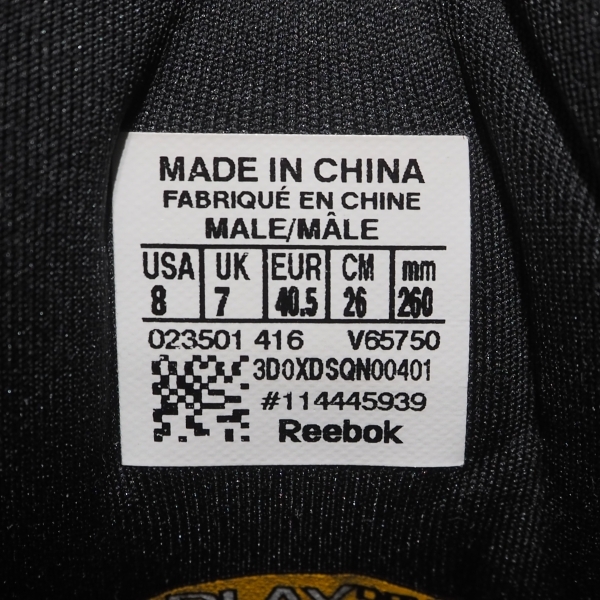 MADE IN CHINA
FABRIQUÉ EN CHINE
MALE/MÂLE
USA UK EUR CM mm
8 7 40.5 26 260
023501 416 V65750
3D0XDSQN00401
#114445939
Reebok
PLAY